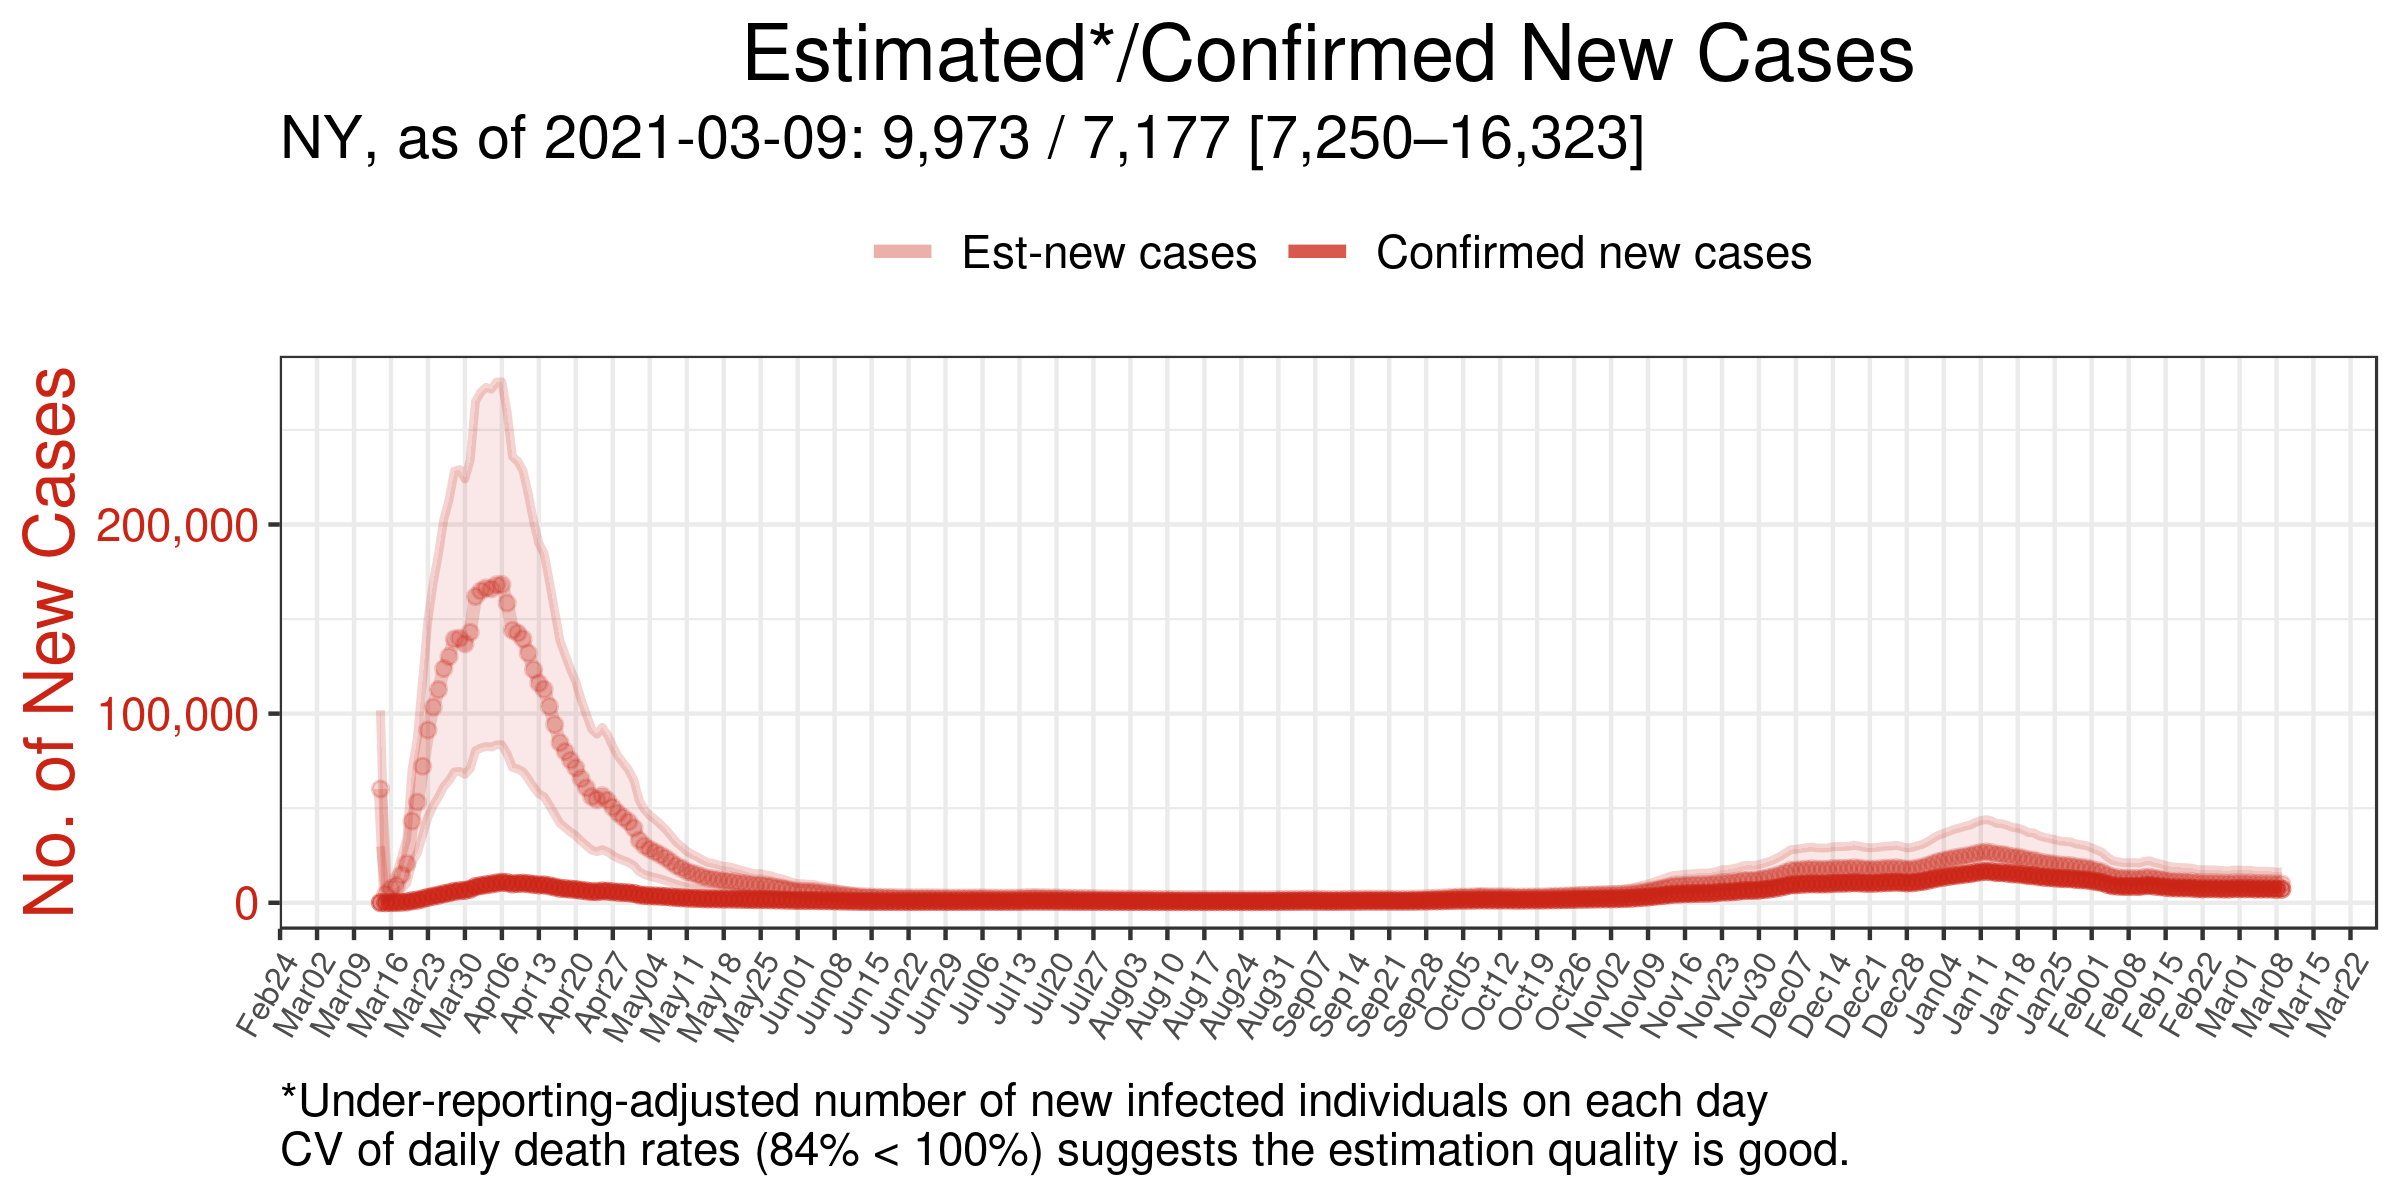 Estimated*/Confirmed New Cases
NY, as of 2021-03-09: 9,973 / 7,177 [7,250–16,323]
Est-new cases Confirmed new cases
No. of New Cases
200,000
100,000
0
Feb24 Mar02 Mar09 Mar16 Mar23 Mar30 Apr06 Apr13 Apr20 Apr27 May04 May11 May18 May25 Jun01 Jun08 Jun15 Jun22 Jun29 Jul06 Jul13 Jul20 Jul27 Aug03 Aug10 Aug17 Aug24 Aug31 Sep07 Sep14 Sep21 Sep28 Oct05 Oct12 Oct19 Oct26 Nov02 Nov09 Nov16 Nov23 Nov30 Dec07 Dec14 Dec21 Dec28 Jan04 Jan11 Jan18 Jan25 Feb01 Feb08 Feb15 Feb22 Mar01 Mar08 Mar15 Mar22
*Under-reporting-adjusted number of new infected individuals on each day
CV of daily death rates (84% < 100%) suggests the estimation quality is good.